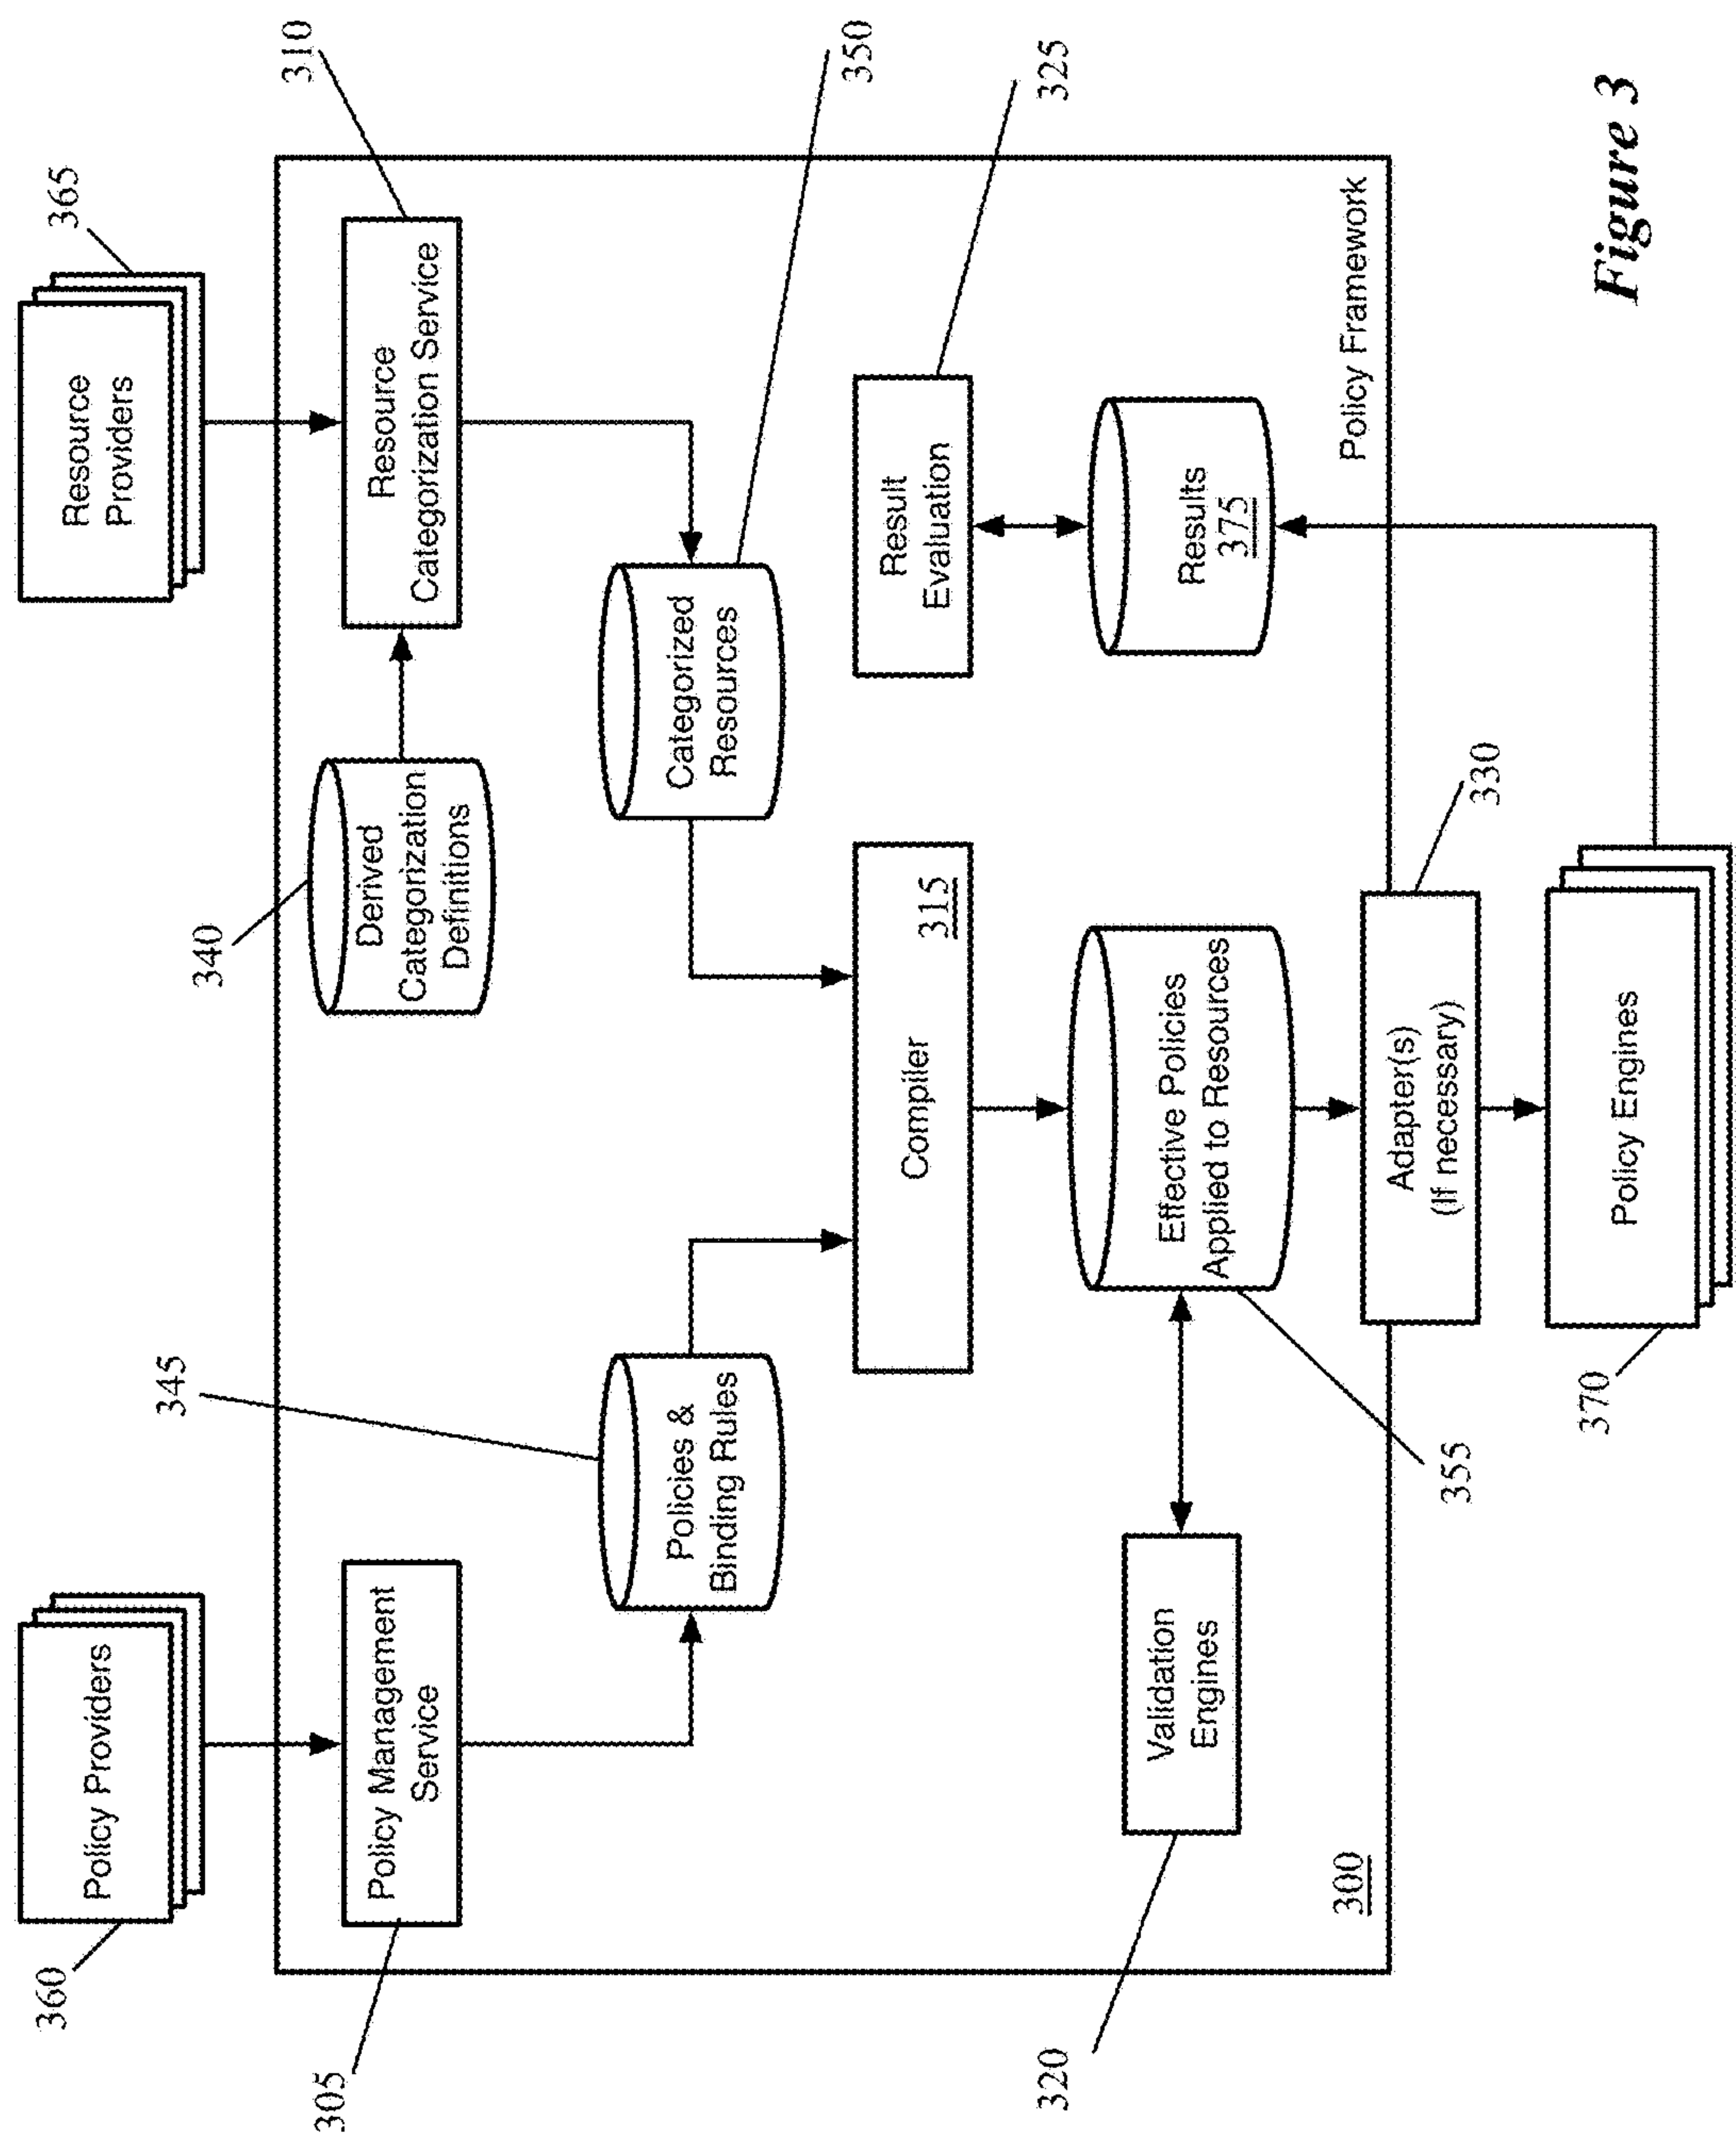 360
Policy Providers
Resource
Providers
365
305
Policy Management
Service
340
Derived
Categorization
Definitions
Resource
Categorization Service
310
345
Policies &
Binding Rules
Categorized
Resources
350
Compiler
315
Result
Evaluation
325
320
Validation
Engines
Effective Policies
Applied to Resources
355
Results
375
300
Policy Framework
Adapter(s)
(If necessary)
330
370
Policy Engines
Figure 3